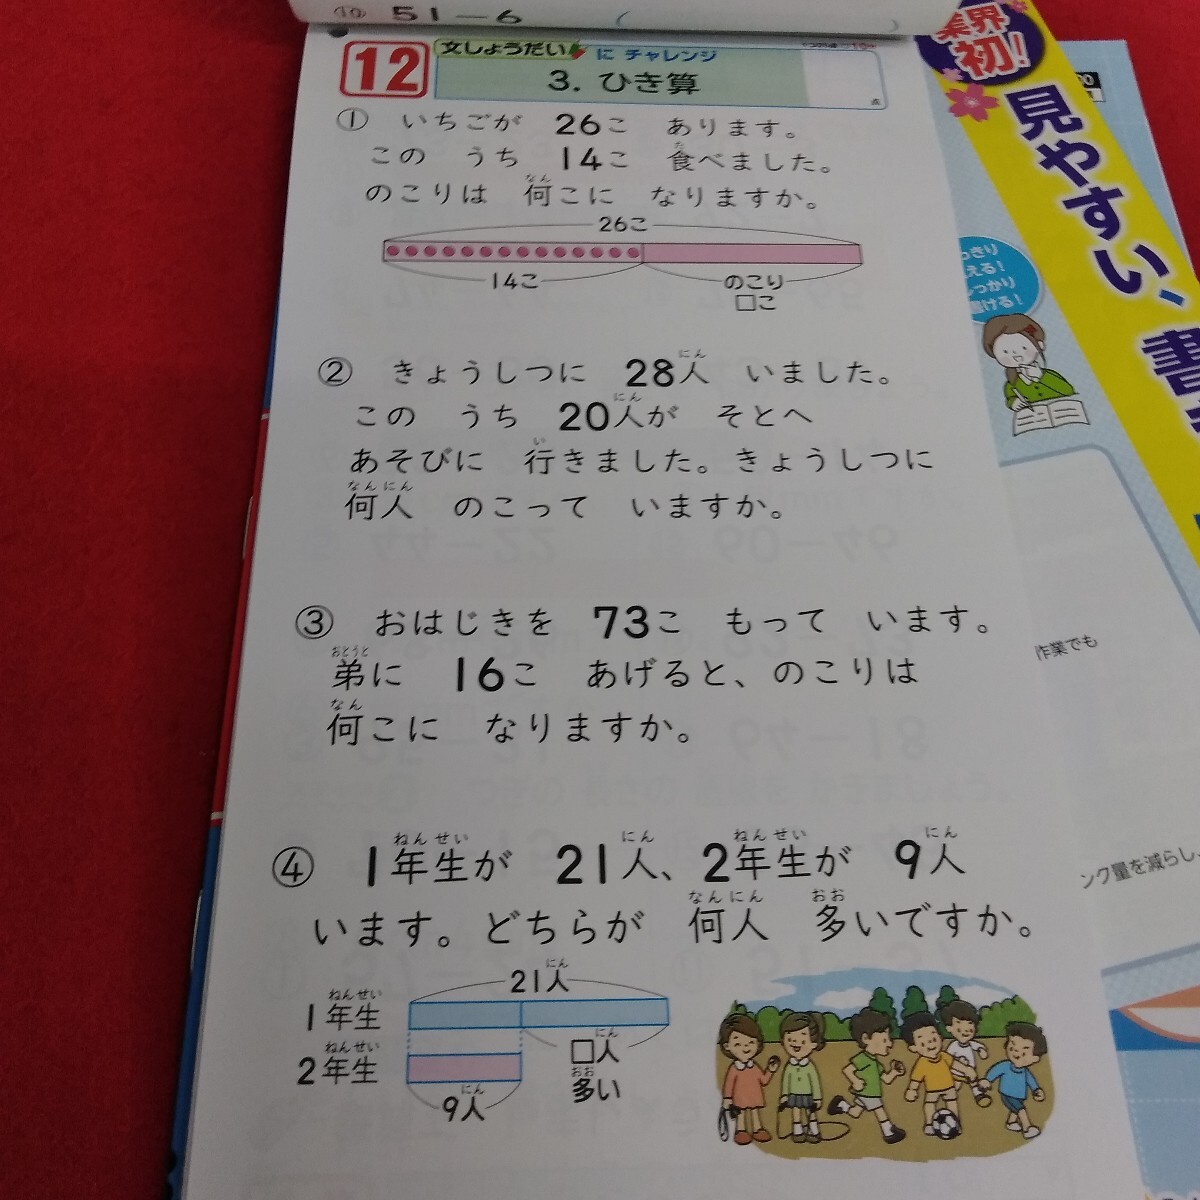 ⑩ 51－6 (　　　)
12
文しょうだい に チャレンジ
3. ひき算
点
① いちごが 26こ あります。
この うち 14こ 食べました。
のこりは 何こに なりますか。
26こ
14こ
のこり
□こ
② きょうしつに 28人 いました。
この うち 20人が そとへ
あそびに 行きました。きょうしつに
何人 のこって いますか。
③ おはじきを 73こ もって います。
弟に 16こ あげると、のこりは
何こに なりますか。
④ 1年生が 21人、2年生が 9人
います。どちらが 何人 多いですか。
21人
1年生
□人
多い
2年生
9人
業界
初!
見やすい、書
作業でも
ンク量を減らし、